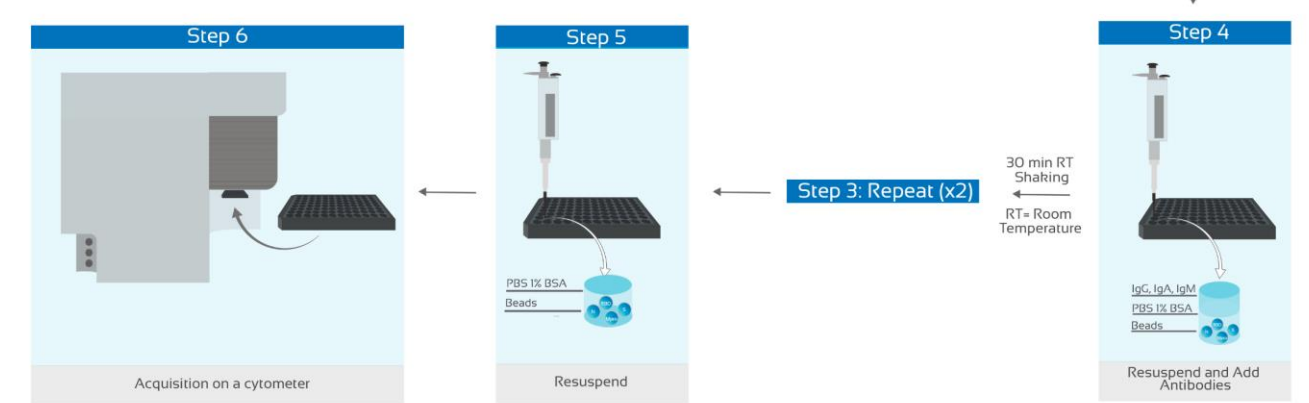 Step 6
Acquisition on a cytometer
Step 5
PBS 1% BSA
Beads
Resuspend
Step 3: Repeat (x2)
30 min RT
Shaking
RT= Room
Temperature
Step 4
IgG, IgA, IgM
PBS 1% BSA
Beads
Resuspend and Add
Antibodies